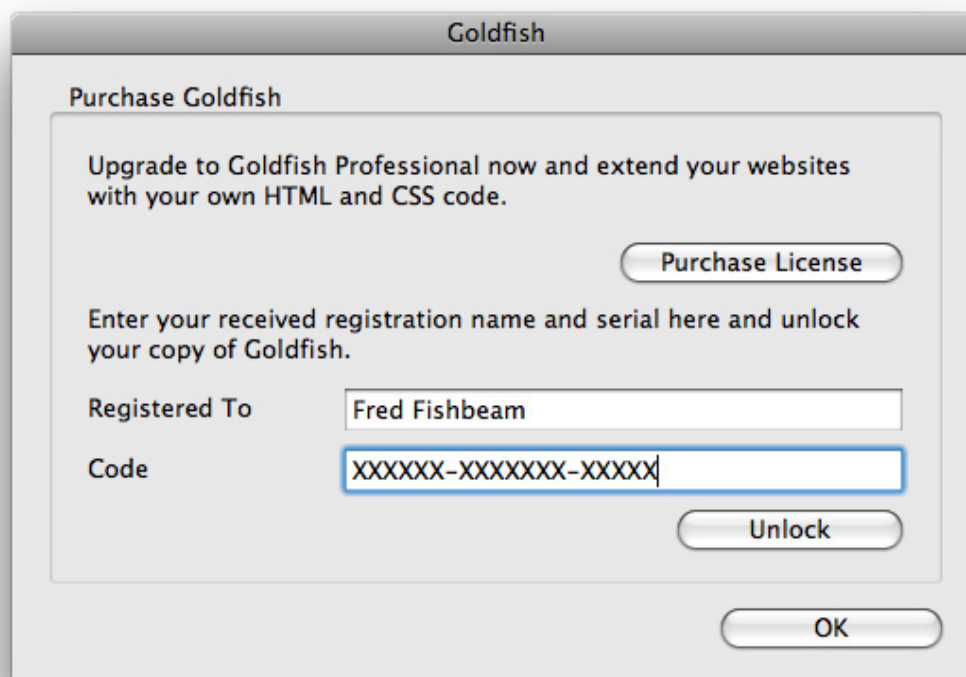 Goldfish
Purchase Goldfish
Upgrade to Goldfish Professional now and extend your websites
with your own HTML and CSS code.
Purchase License
Enter your received registration name and serial here and unlock
your copy of Goldfish.
Registered To Fred Fishbeam
Code XXXXXX-XXXXXXX-XXXXX
Unlock
OK